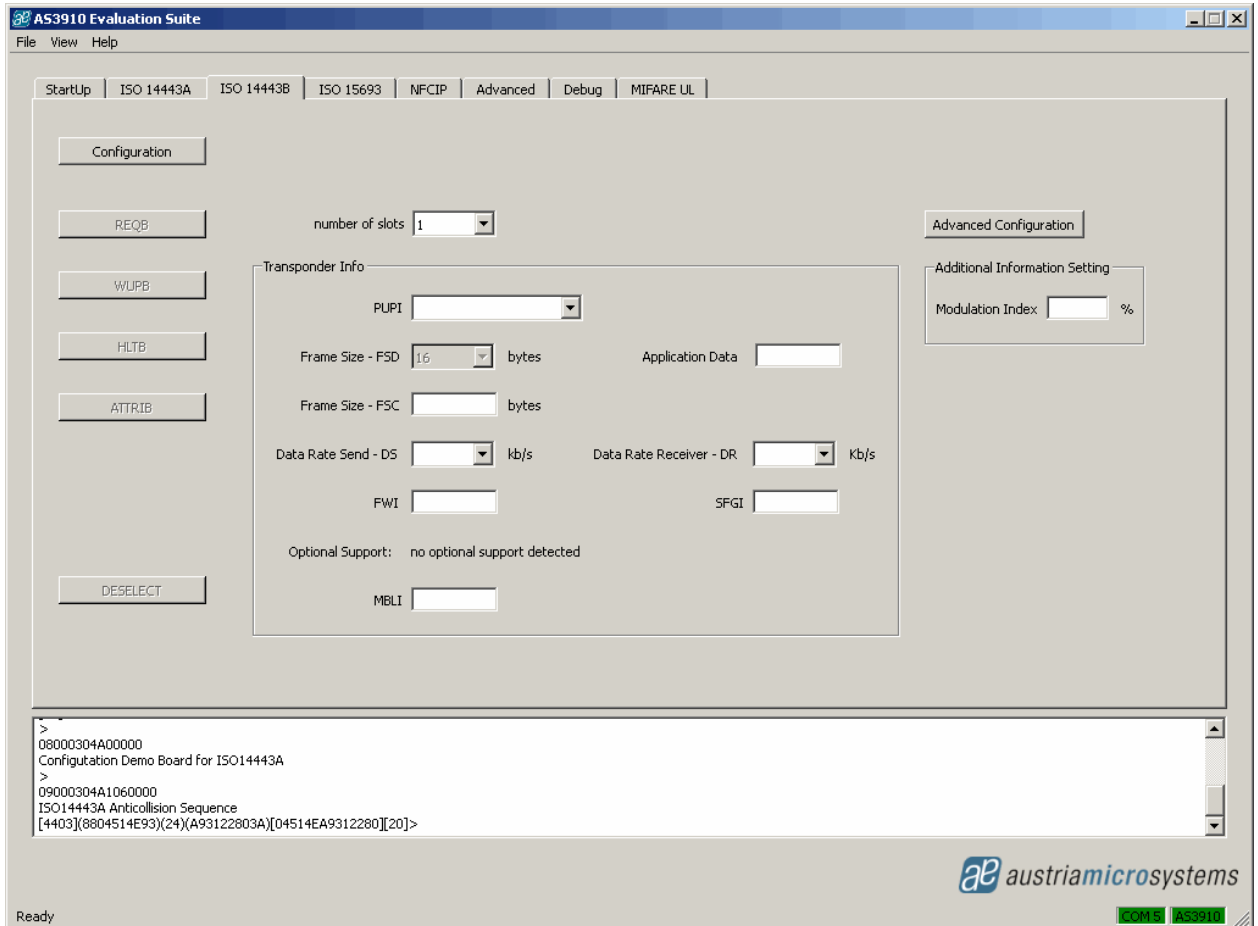 AS3910 Evaluation Suite
File View Help
StartUp ISO 14443A ISO 14443B ISO 15693 NFCIP Advanced Debug MIFARE UL
Configuration
REQB
number of slots 1
Advanced Configuration
WUPB
Transponder Info
Additional Information Setting
PUPI
Modulation Index %
HLTB
Frame Size - FSD 16 bytes
Application Data
ATTRIB
Frame Size - FSC bytes
Data Rate Send - DS kb/s
Data Rate Receiver - DR Kb/s
FWI
SFGI
Optional Support: no optional support detected
DESELECT
MBLI
>
08000304A00000
Configutation Demo Board for ISO14443A
>
09000304A1060000
ISO14443A Anticollision Sequence
[4403](8804514E93)(24)(A93122803A)[04514EA9312280][20]>
austriamicrosystems
Ready
COM 5 AS3910